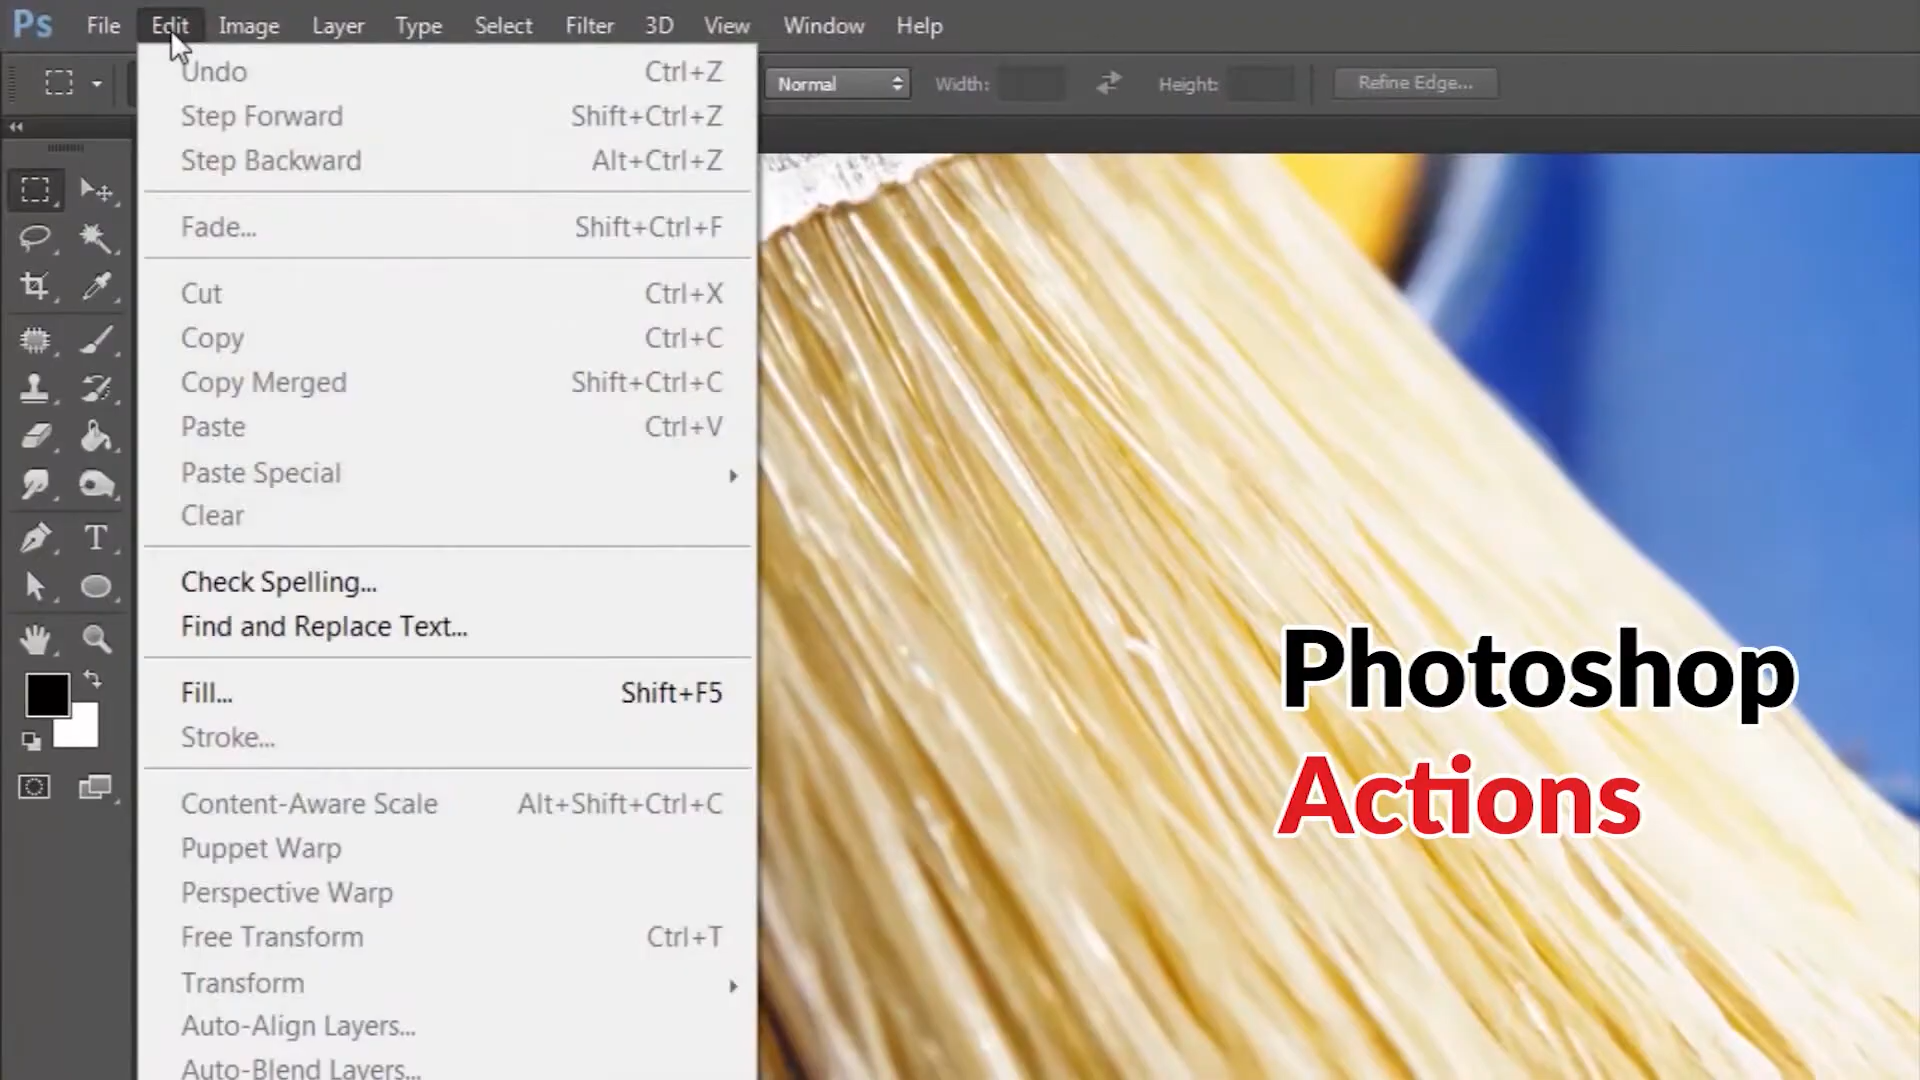 Ps File Edit Image Layer Type Select Filter 3D View Window Help
Normal Width: Height: Refine Edge...
Undo Ctrl+Z
Step Forward Shift+Ctrl+Z
Step Backward Alt+Ctrl+Z
Fade... Shift+Ctrl+F
Cut Ctrl+X
Copy Ctrl+C
Copy Merged Shift+Ctrl+C
Paste Ctrl+V
Paste Special
Clear
Check Spelling...
Find and Replace Text...
Fill... Shift+F5
Stroke...
Content-Aware Scale Alt+Shift+Ctrl+C
Puppet Warp
Perspective Warp
Free Transform Ctrl+T
Transform
Auto-Align Layers...
Auto-Blend Layers...
Photoshop
Actions